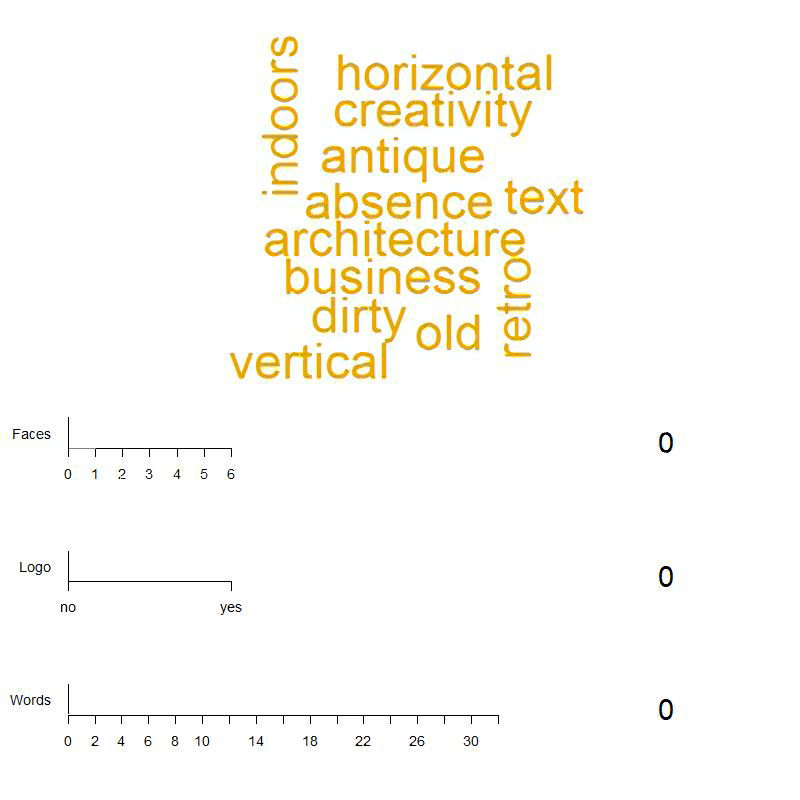 indoors
horizontal
creativity
antique
absence text
architecture
business
retro
dirty old
vertical
Faces
0
0 1 2 3 4 5 6
Logo
0
no yes
Words
0
0 2 4 6 8 10 14 18 22 26 30